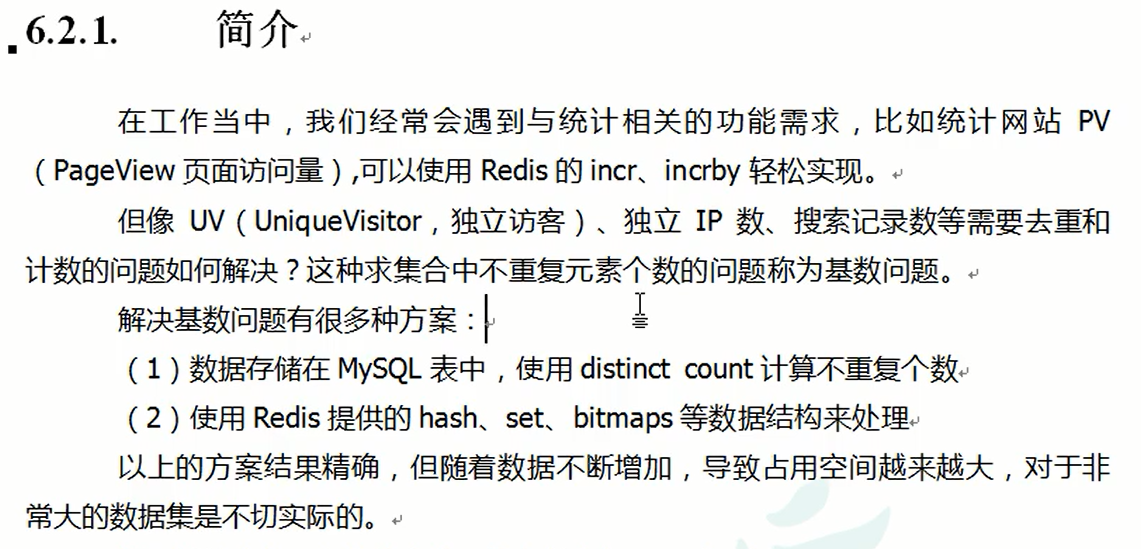 6.2.1. 简介
在工作当中，我们经常会遇到与统计相关的功能需求，比如统计网站 PV
（PageView 页面访问量）,可以使用 Redis 的 incr、incrby 轻松实现。
但像 UV（UniqueVisitor，独立访客）、独立 IP 数、搜索记录数等需要去重和
计数的问题如何解决？这种求集合中不重复元素个数的问题称为基数问题。
解决基数问题有很多种方案：
（1）数据存储在 MySQL 表中，使用 distinct count 计算不重复个数
（2）使用 Redis 提供的 hash、set、bitmaps 等数据结构来处理
以上的方案结果精确，但随着数据不断增加，导致占用空间越来越大，对于非
常大的数据集是不切实际的。